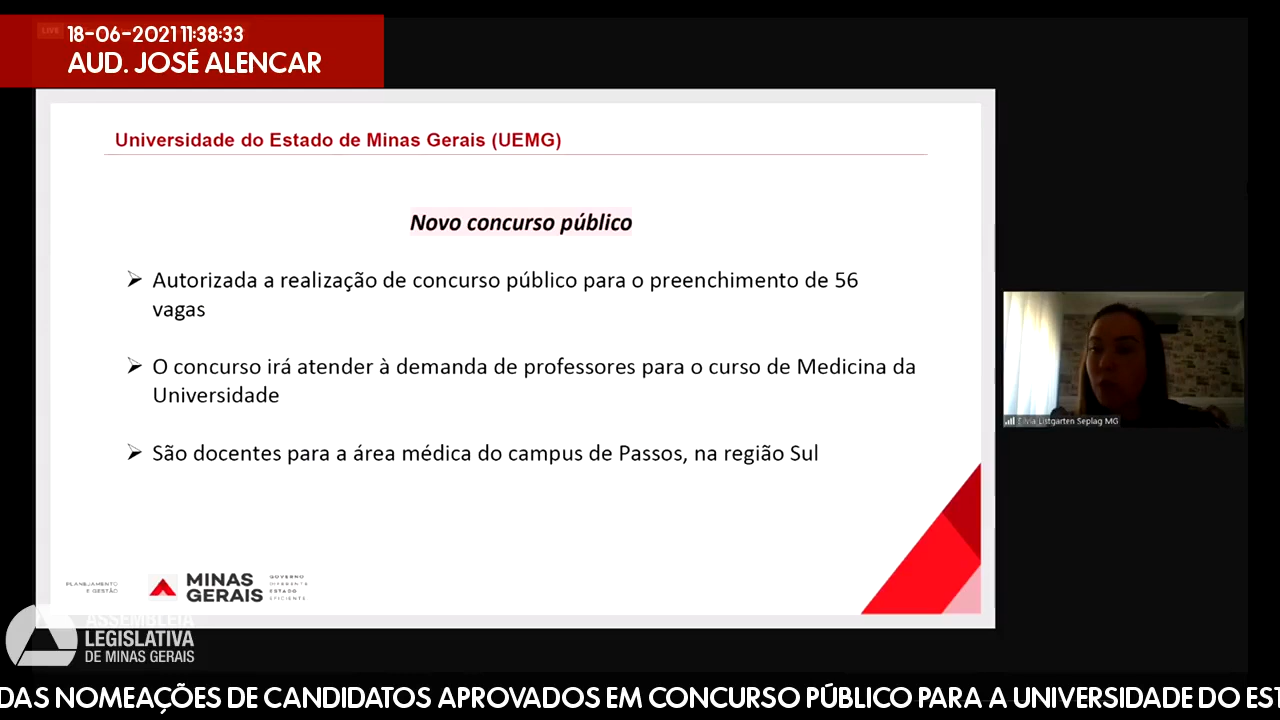 LIVE
18-06-2021 11:38:33
AUD. JOSÉ ALENCAR
Universidade do Estado de Minas Gerais (UEMG)
Novo concurso público
Autorizada a realização de concurso público para o preenchimento de 56
vagas
O concurso irá atender à demanda de professores para o curso de Medicina da
Universidade
São docentes para a área médica do campus de Passos, na região Sul
Silvia Listgarten Seplag MG
PLANEJAMENTO
E GESTÃO
MINAS
GERAIS
GOVERNO
DIFERENTE
ESTADO
EFICIENTE
ASSEMBLEIA
LEGISLATIVA
DE MINAS GERAIS
DAS NOMEAÇÕES DE CANDIDATOS APROVADOS EM CONCURSO PÚBLICO PARA A UNIVERSIDADE DO EST